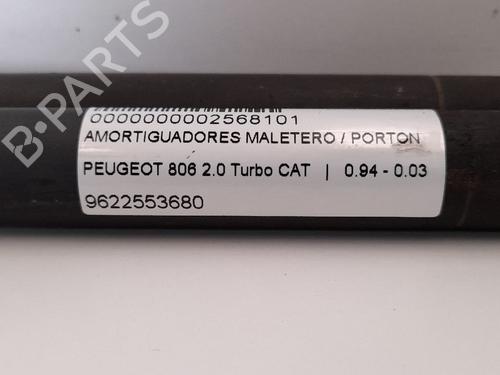 B-PARTS
0000000002568101
AMORTIGUADORES MALETERO / PORTON
PEUGEOT 806 2.0 Turbo CAT | 0.94 - 0.03
9622553680